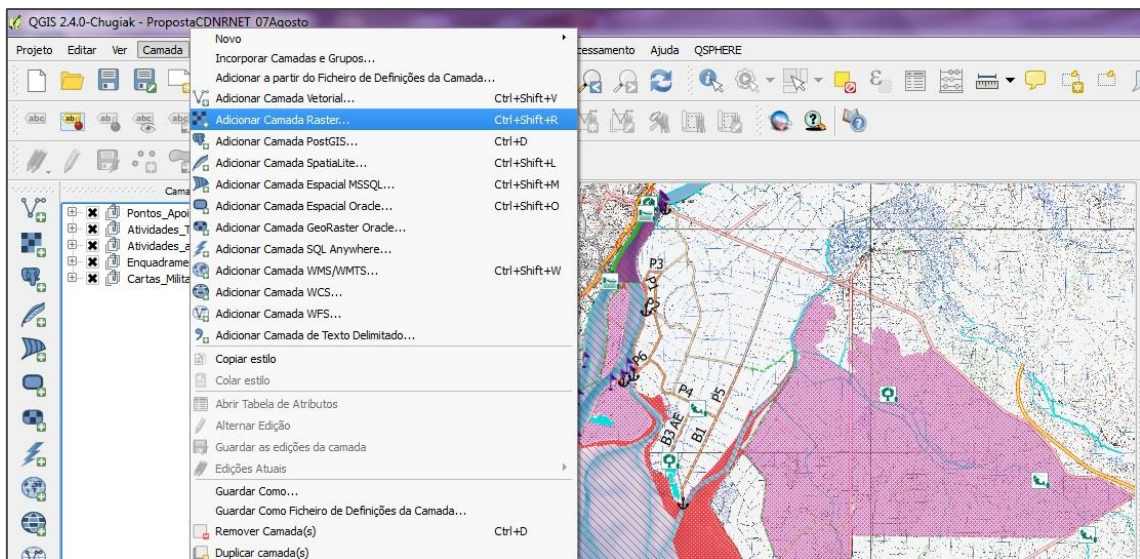 QGIS 2.4.0-Chugiak - PropostaCDNRNET_07Agosto
Projeto Editar Ver Camada
Ajuda QSPHERE
Novo
Incorporar Camadas e Grupos...
Adicionar a partir do Ficheiro de Definições da Camada...
Adicionar Camada Vetorial... Ctrl+Shift+V
Adicionar Camada Raster... Ctrl+Shift+R
Adicionar Camada PostGIS... Ctrl+D
Adicionar Camada SpatiaLite... Ctrl+Shift+L
Adicionar Camada Espacial MSSQL... Ctrl+Shift+M
Adicionar Camada Espacial Oracle... Ctrl+Shift+O
Adicionar Camada GeoRaster Oracle...
Adicionar Camada SQL Anywhere...
Adicionar Camada WMS/WMTS... Ctrl+Shift+W
Adicionar Camada WCS...
Adicionar Camada WFS...
Adicionar Camada de Texto Delimitado...
Copiar estilo
Colar estilo
Abrir Tabela de Atributos
Alternar Edição
Guardar as edições da camada
Edições Atuais
Guardar Como...
Guardar Como Ficheiro de Definições da Camada...
Remover Camada(s) Ctrl+D
Duplicar camada(s)
abc ab abc abc
Cama
Pontos_Apoi
Atividades_T
Atividades_a
Enquadrame
Cartas_Milita
P3
P6
P4
P5
B3
AE
B1